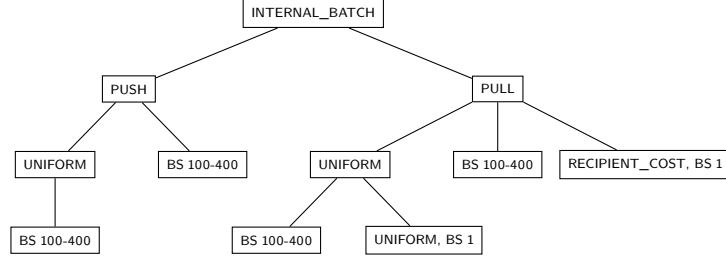 INTERNAL_BATCH
PUSH
PULL
UNIFORM
BS 100-400
UNIFORM
BS 100-400
RECIPIENT_COST, BS 1
BS 100-400
BS 100-400
UNIFORM, BS 1